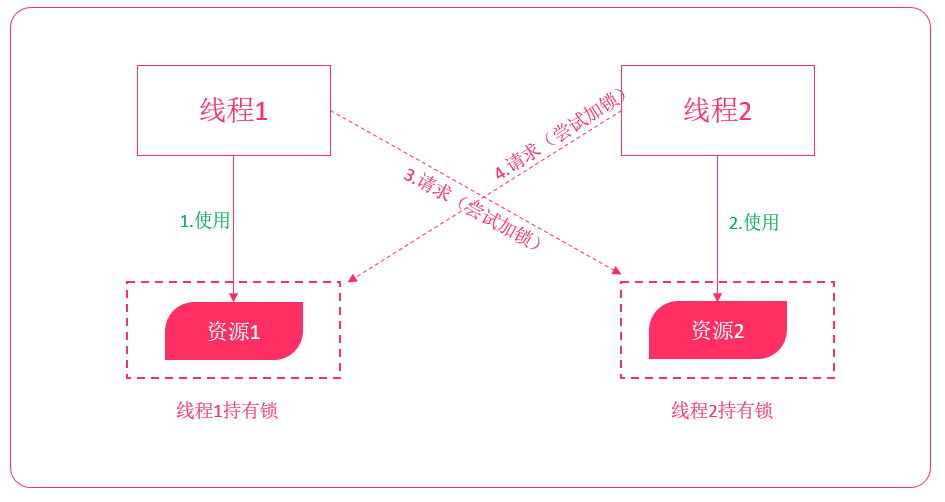 线程1
线程2
4.请求（尝试加锁）
3.请求（尝试加锁）
1.使用
2.使用
资源1
资源2
线程1持有锁
线程2持有锁